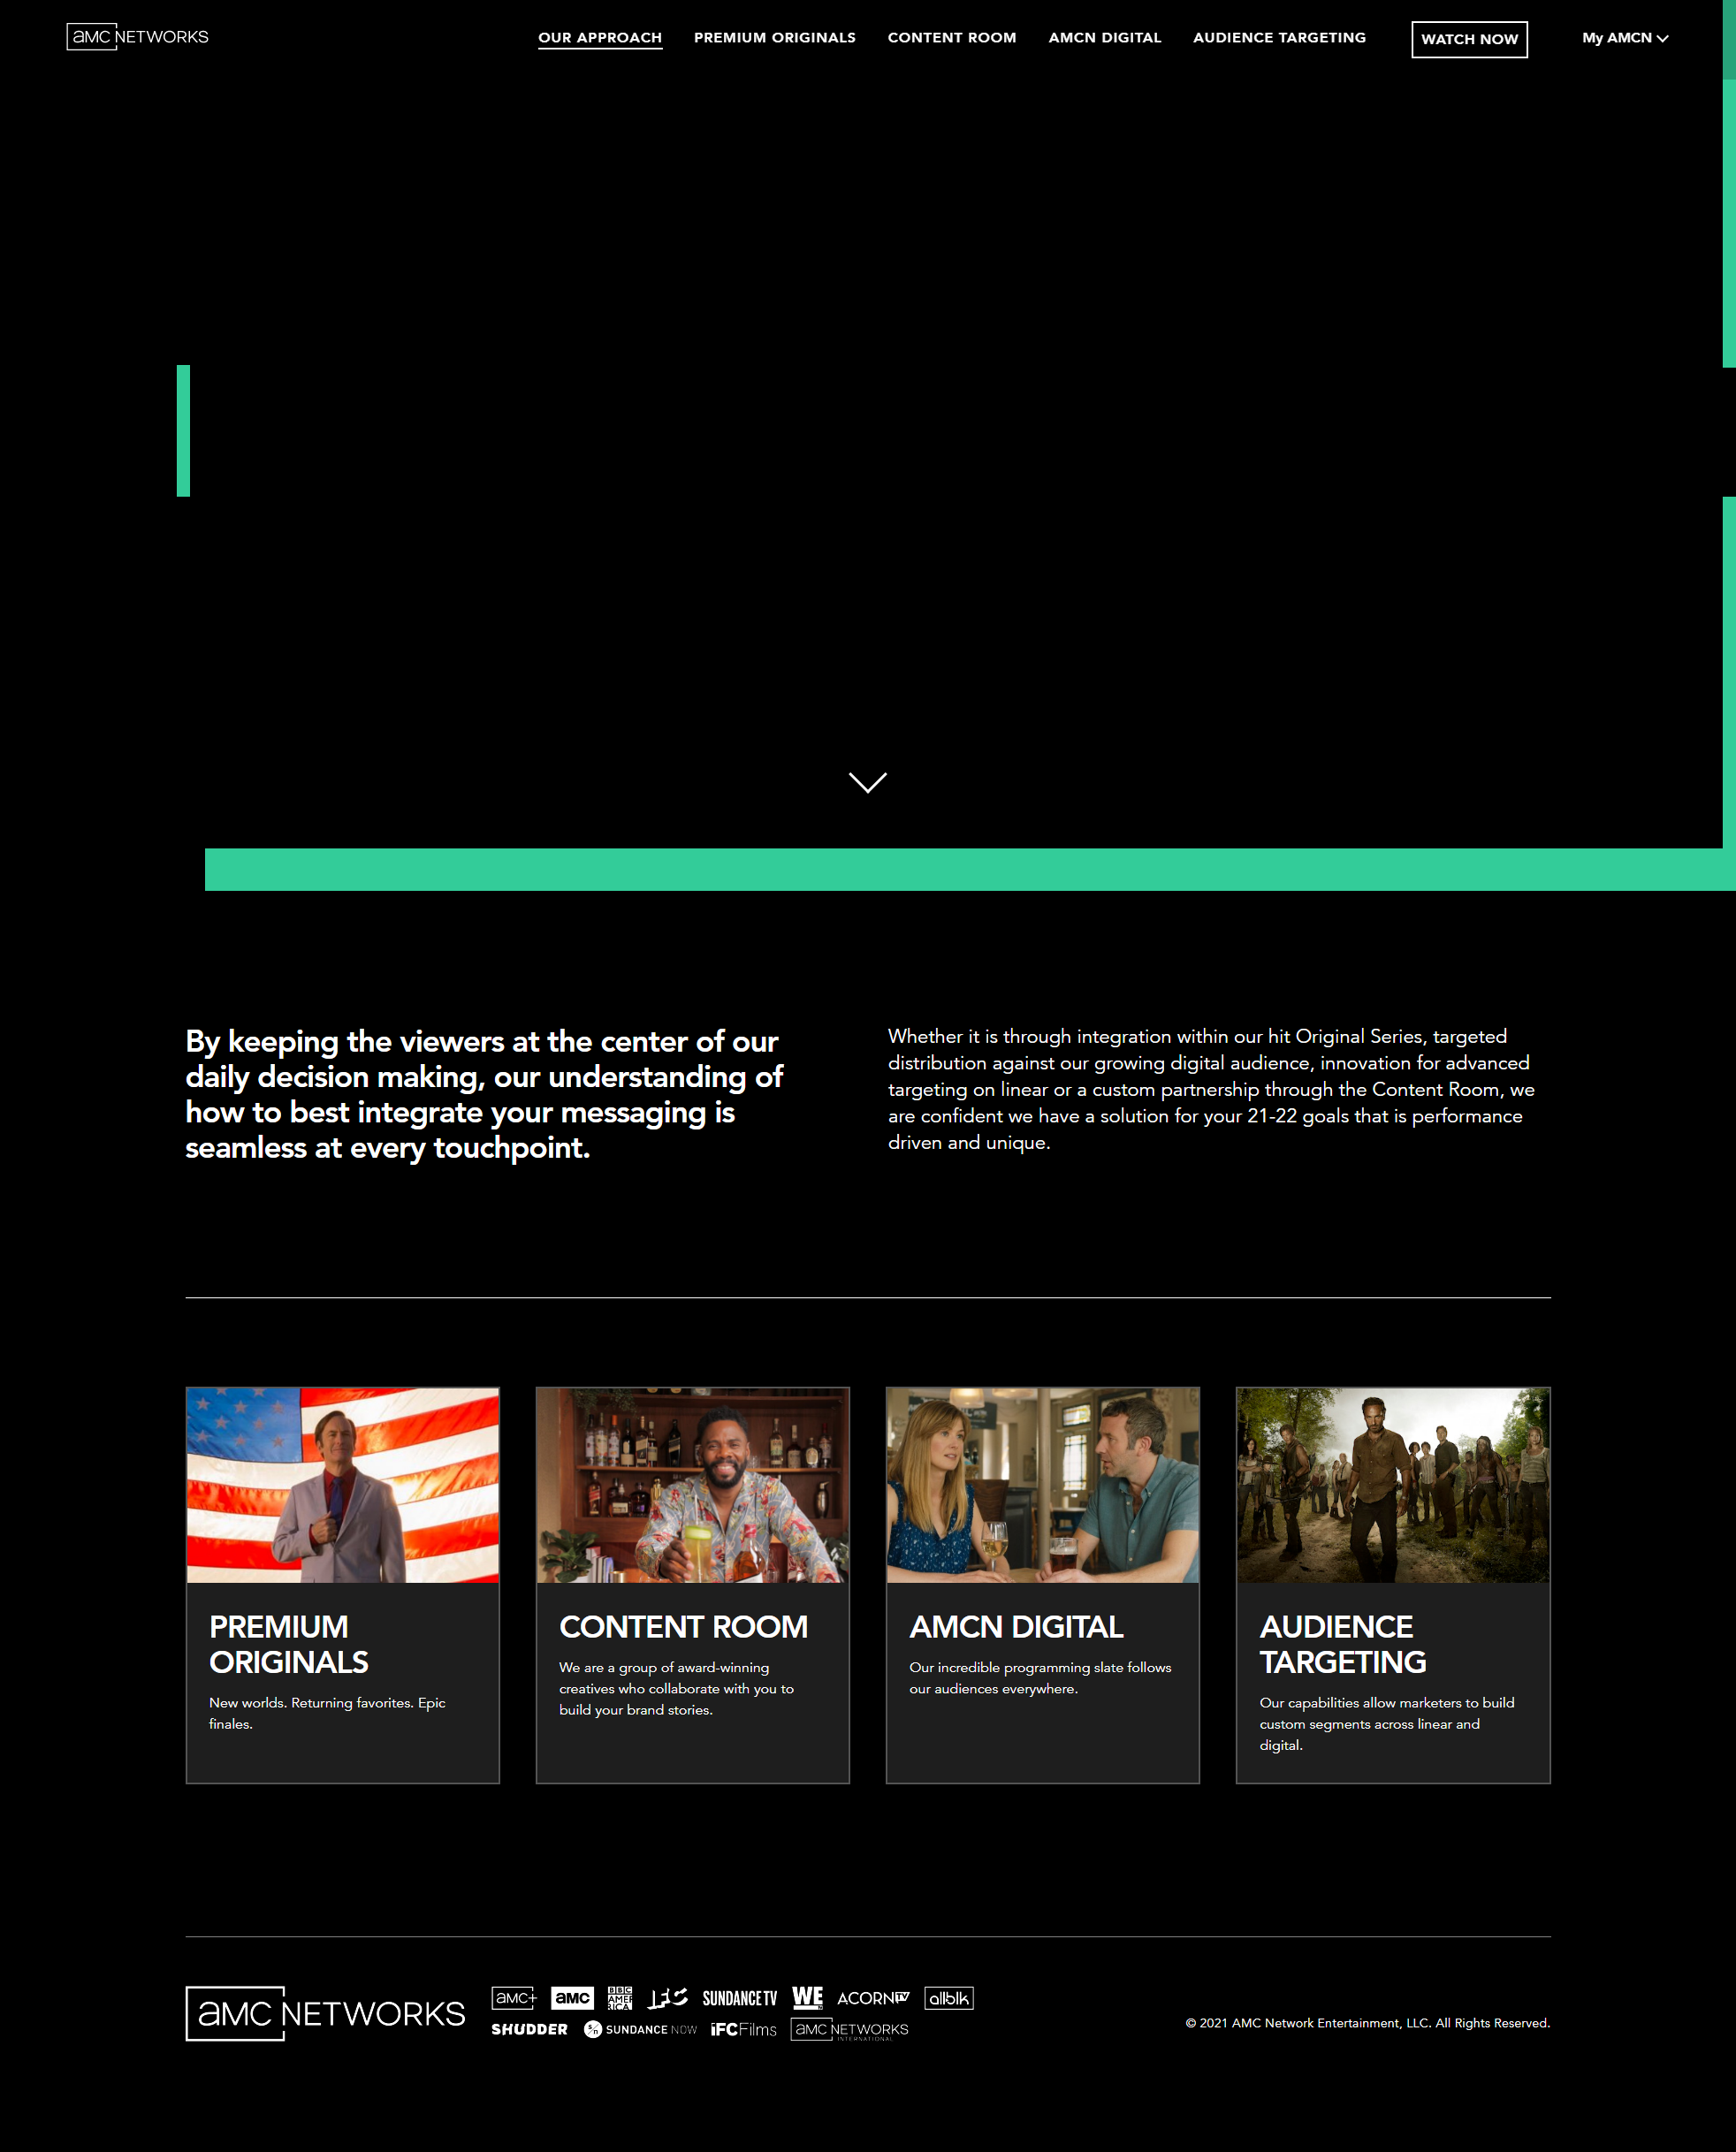 aMC NETWORKS
OUR APPROACH PREMIUM ORIGINALS CONTENT ROOM AMCN DIGITAL AUDIENCE TARGETING WATCH NOW My AMCN
By keeping the viewers at the center of our
daily decision making, our understanding of
how to best integrate your messaging is
seamless at every touchpoint.
Whether it is through integration within our hit Original Series, targeted
distribution against our growing digital audience, innovation for advanced
targeting on linear or a custom partnership through the Content Room, we
are confident we have a solution for your 21-22 goals that is performance
driven and unique.
PREMIUM
ORIGINALS
New worlds. Returning favorites. Epic
finales.
CONTENT ROOM
We are a group of award-winning
creatives who collaborate with you to
build your brand stories.
AMCN DIGITAL
Our incredible programming slate follows
our audiences everywhere.
AUDIENCE
TARGETING
Our capabilities allow marketers to build
custom segments across linear and
digital.
aMC NETWORKS
aMC+ aMC BBC AMERICA IFC SUNDANCE TV WE tv ACORN TV allblk
SHUDDER s/n SUNDANCE NOW IFC Films aMC NETWORKS INTERNATIONAL
© 2021 AMC Network Entertainment, LLC. All Rights Reserved.